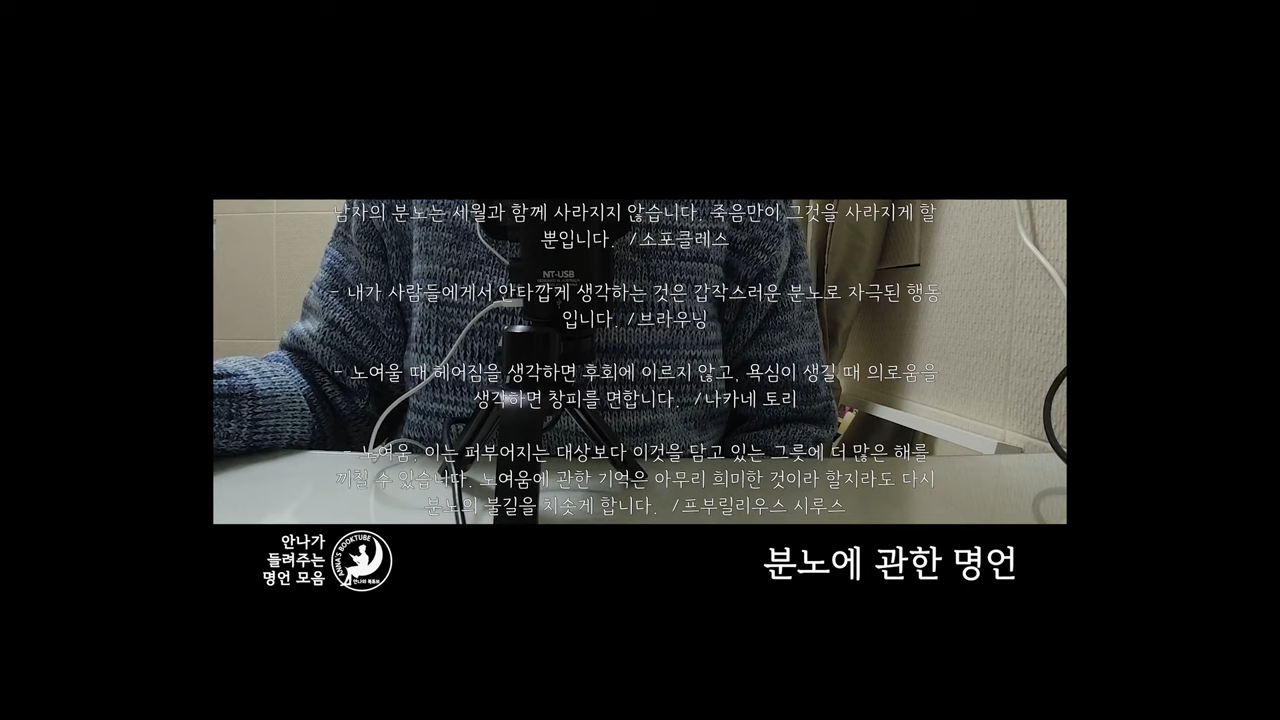 남자의 분노는 세월과 함께 사라지지 않습니다. 죽음만이 그것을 사라지게 할
뿐입니다. /소포클레스
NT-USB
- 내가 사람들에게서 안타깝게 생각하는 것은 갑작스러운 분노로 자극된 행동
입니다. /브라우닝
- 노여울 때 헤어짐을 생각하면 후회에 이르지 않고, 욕심이 생길 때 의로움을
생각하면 창피를 면합니다. /나카네 토리
- 노여움. 이는 퍼부어지는 대상보다 이것을 담고 있는 그릇에 더 많은 해를
끼칠 수 있습니다. 노여움에 관한 기억은 아무리 희미한 것이라 할지라도 다시
분노의 불길을 치솟게 합니다. /프부릴리우스 시루스
안나가
들려주는
명언 모음
ANNA'S BOOKTUBE
안나의 북튜브
분노에 관한 명언